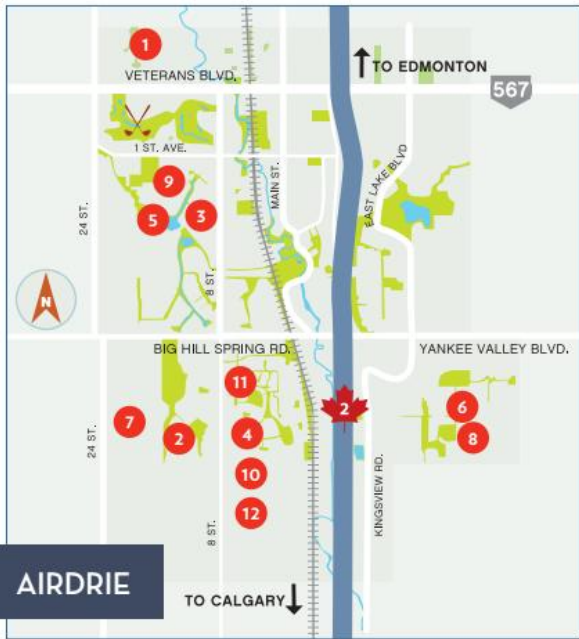 1
VETERANS BLVD.
TO EDMONTON
567
1 ST. AVE.
MAIN ST.
EAST LAKE BLVD
9
5
3
24 ST.
8 ST.
N
BIG HILL SPRING RD.
YANKEE VALLEY BLVD.
11
2
6
7
2
4
8
24 ST.
10
KINGSVIEW RD.
12
8 ST.
AIRDRIE
TO CALGARY